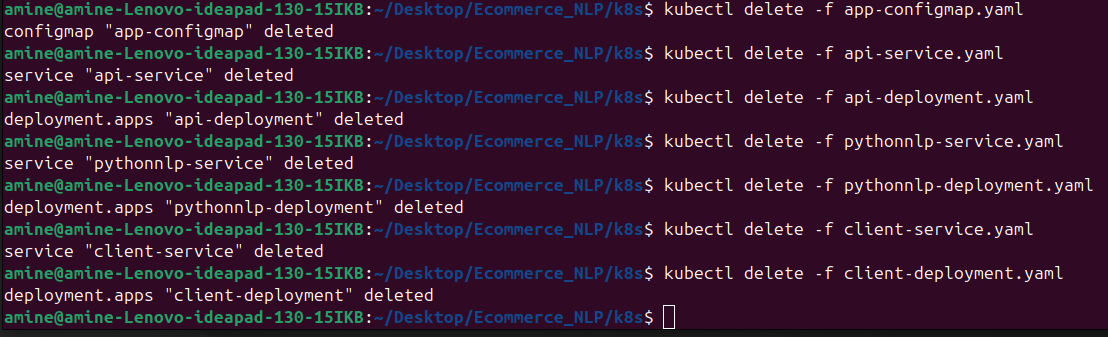 amine@amine-Lenovo-ideapad-130-15IKB:~/Desktop/Ecommerce_NLP/k8s$ kubectl delete -f app-configmap.yaml
configmap "app-configmap" deleted
amine@amine-Lenovo-ideapad-130-15IKB:~/Desktop/Ecommerce_NLP/k8s$ kubectl delete -f api-service.yaml
service "api-service" deleted
amine@amine-Lenovo-ideapad-130-15IKB:~/Desktop/Ecommerce_NLP/k8s$ kubectl delete -f api-deployment.yaml
deployment.apps "api-deployment" deleted
amine@amine-Lenovo-ideapad-130-15IKB:~/Desktop/Ecommerce_NLP/k8s$ kubectl delete -f pythonnlp-service.yaml
service "pythonnlp-service" deleted
amine@amine-Lenovo-ideapad-130-15IKB:~/Desktop/Ecommerce_NLP/k8s$ kubectl delete -f pythonnlp-deployment.yaml
deployment.apps "pythonnlp-deployment" deleted
amine@amine-Lenovo-ideapad-130-15IKB:~/Desktop/Ecommerce_NLP/k8s$ kubectl delete -f client-service.yaml
service "client-service" deleted
amine@amine-Lenovo-ideapad-130-15IKB:~/Desktop/Ecommerce_NLP/k8s$ kubectl delete -f client-deployment.yaml
deployment.apps "client-deployment" deleted
amine@amine-Lenovo-ideapad-130-15IKB:~/Desktop/Ecommerce_NLP/k8s$